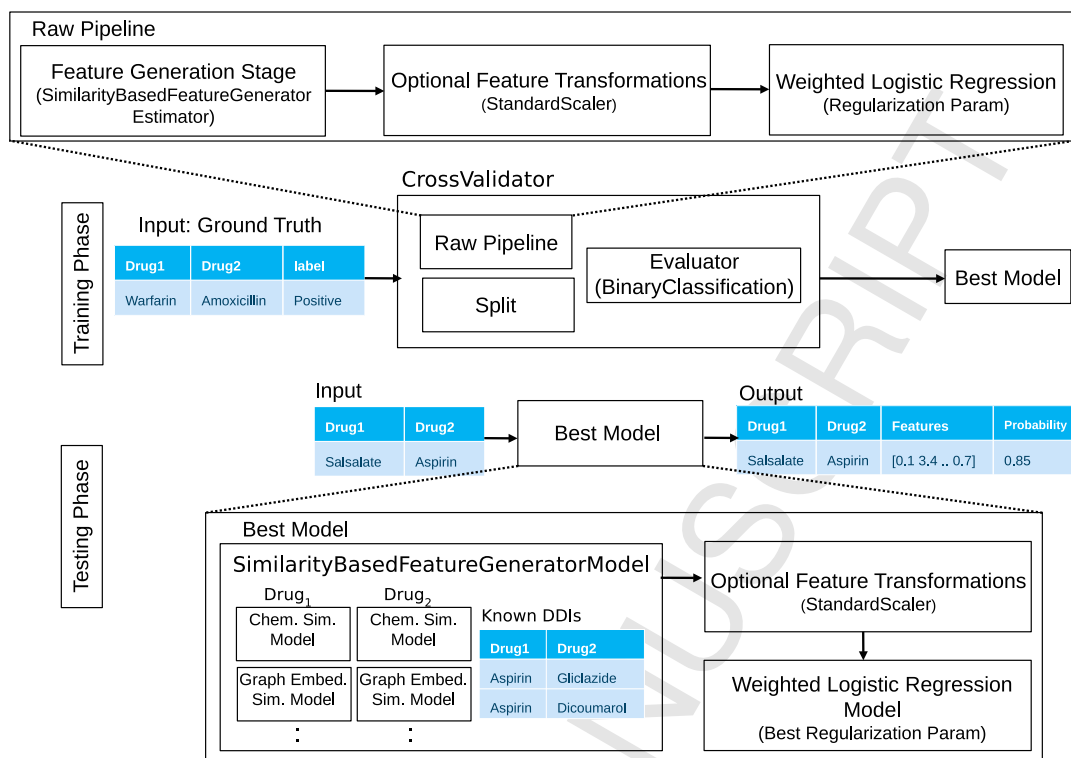 Raw Pipeline
Feature Generation Stage
(SimilarityBasedFeatureGenerator
Estimator)
Optional Feature Transformations
(StandardScaler)
Weighted Logistic Regression
(Regularization Param)
CrossValidator
Training Phase
Input: Ground Truth
Drug1 Drug2 label
Warfarin Amoxicillin Positive
Raw Pipeline
Split
Evaluator
(BinaryClassification)
Best Model
Testing Phase
Input
Drug1 Drug2
Salsalate Aspirin
Best Model
Output
Drug1 Drug2 Features Probability
Salsalate Aspirin [0.1 3.4 .. 0.7] 0.85
Best Model
SimilarityBasedFeatureGeneratorModel
Drug1 Drug2
Chem. Sim.
Model
Chem. Sim.
Model
Graph Embed.
Sim. Model
Graph Embed.
Sim. Model
: :
Known DDIs
Drug1 Drug2
Aspirin Gliclazide
Aspirin Dicoumarol
Optional Feature Transformations
(StandardScaler)
Weighted Logistic Regression
Model
(Best Regularization Param)
NUSCRIPT